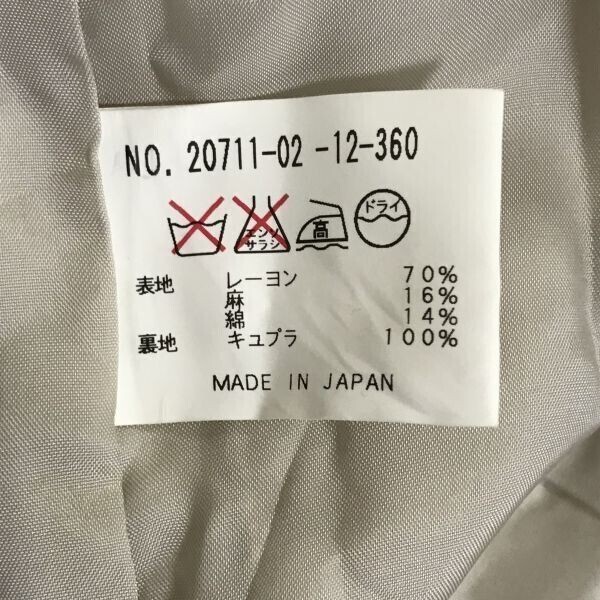 NO. 20711-02 -12-360
エンソ サラシ 高 ドライ
表地 レーヨン 70%
麻 16%
綿 14%
裏地 キュプラ 100%
MADE IN JAPAN